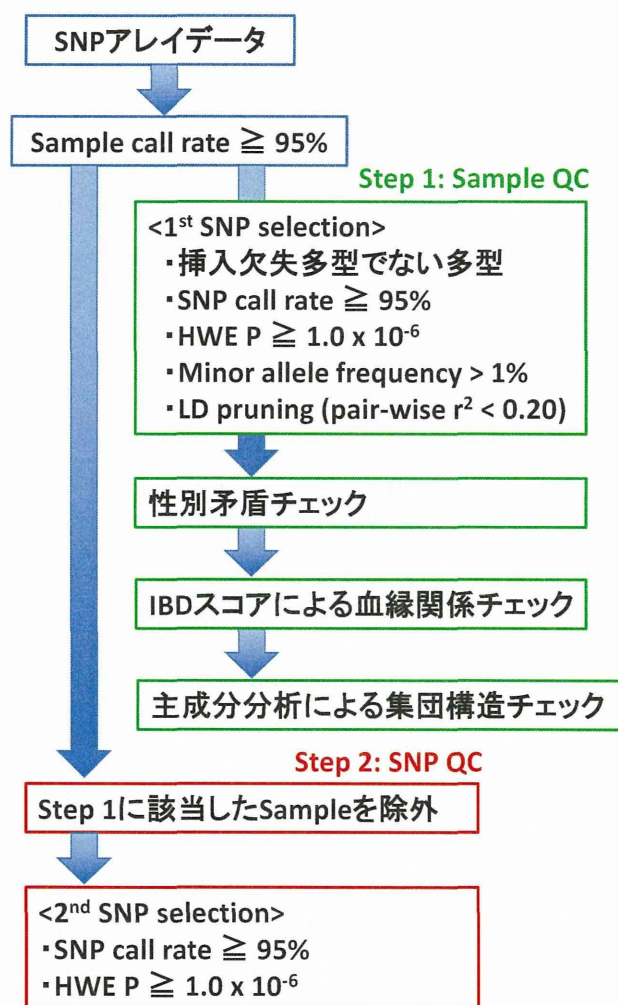 SNPアレイデータ
Sample call rate ≧ 95%
Step 1: Sample QC
<1st SNP selection>
・挿入欠失多型でない多型
・SNP call rate ≧ 95%
・HWE P ≧ 1.0 x 10-6
・Minor allele frequency > 1%
・LD pruning (pair-wise r2 < 0.20)
性別矛盾チェック
IBDスコアによる血縁関係チェック
主成分分析による集団構造チェック
Step 2: SNP QC
Step 1に該当したSampleを除外
<2nd SNP selection>
・SNP call rate ≧ 95%
・HWE P ≧ 1.0 x 10-6